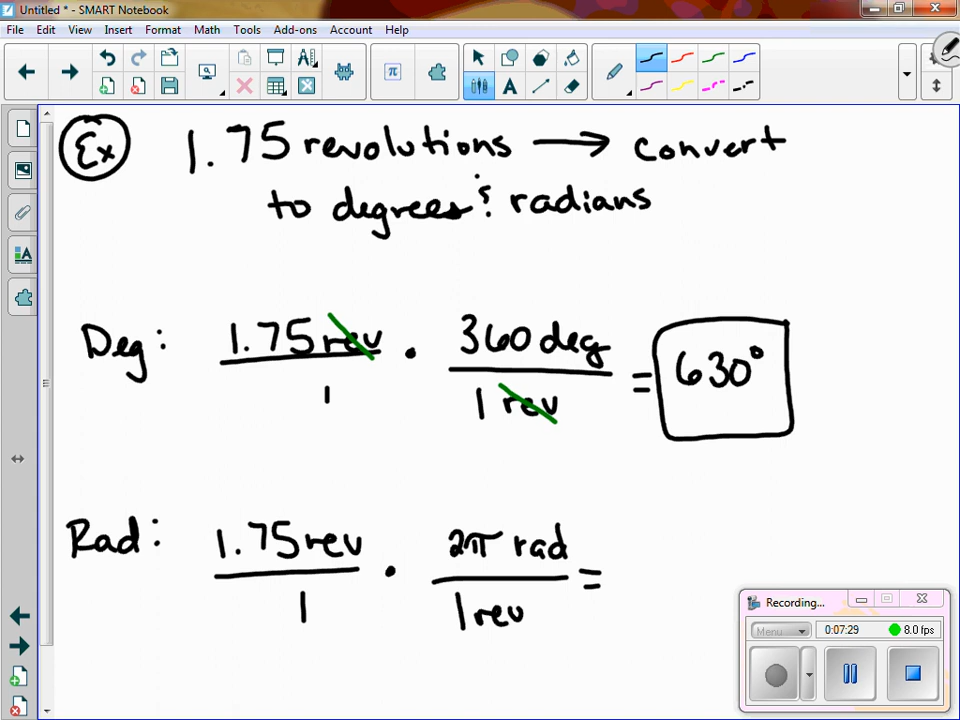 Untitled * - SMART Notebook
File Edit View Insert Format Math Tools Add-ons Account Help
π
A
Ex 1.75 revolutions → convert
to degrees & radians
Deg: 1.75 rev / 1 · 360 deg / 1 rev = 630°
Rad: 1.75 rev / 1 · 2π rad / 1 rev =
Recording...
Menu 0:07:29 8.0 fps